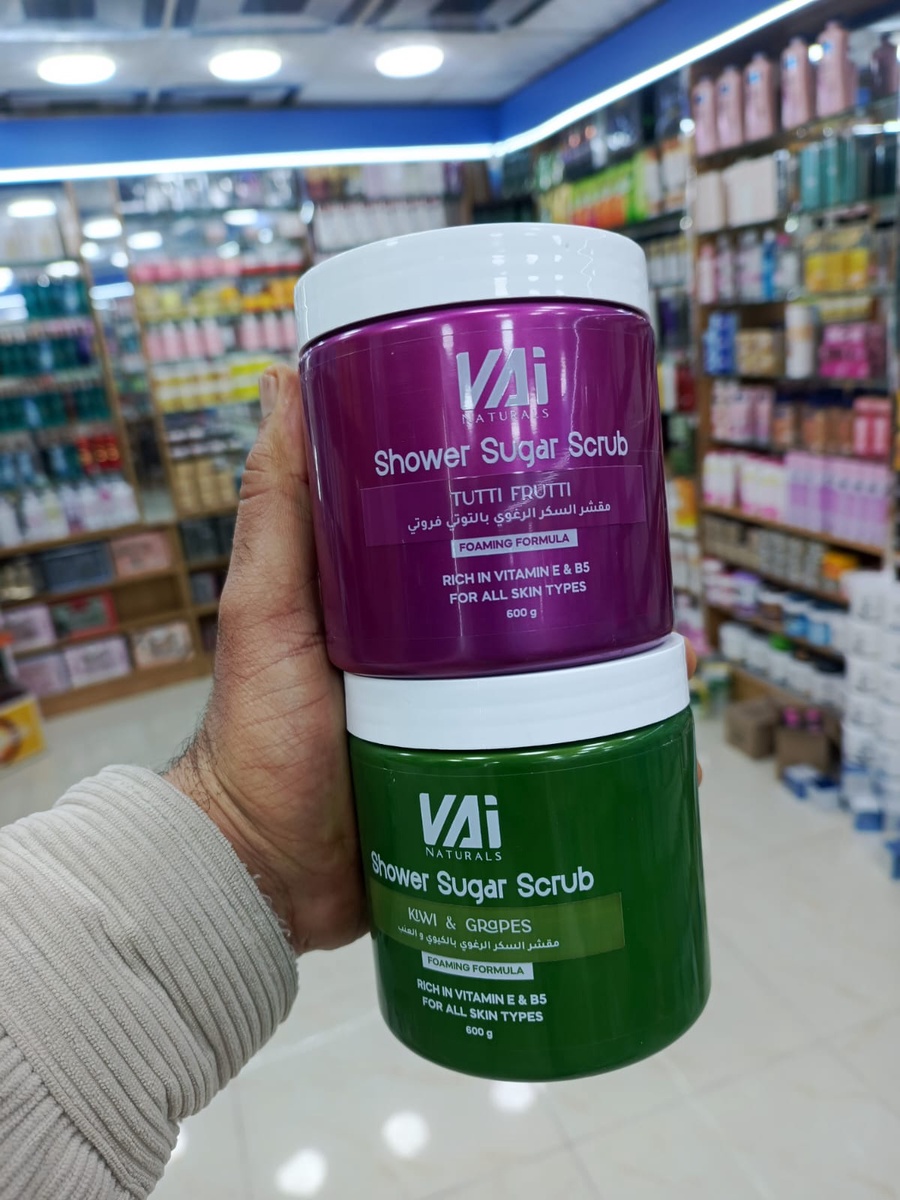 VAi
NATURALS
Shower Sugar Scrub
TUTTI FRUTTI
مقشر السكر الرغوي بالتوتي فروتي
FOAMING FORMULA
RICH IN VITAMIN E & B5
FOR ALL SKIN TYPES
600 g
VAi
NATURALS
Shower Sugar Scrub
KIWI & GRAPES
مقشر السكر الرغوي بالكيوي و العنب
FOAMING FORMULA
RICH IN VITAMIN E & B5
FOR ALL SKIN TYPES
600 g